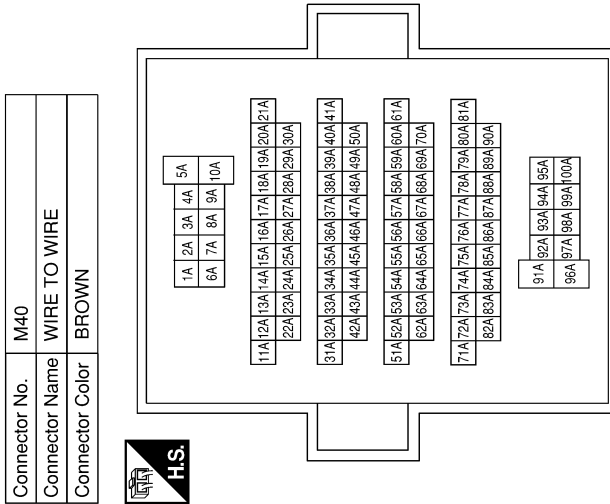 Connector No. M40
Connector Name WIRE TO WIRE
Connector Color BROWN
H.S.
1A 2A 3A 4A 5A
6A 7A 8A 9A 10A
11A 12A 13A 14A 15A 16A 17A 18A 19A 20A 21A
22A 23A 24A 25A 26A 27A 28A 29A 30A
31A 32A 33A 34A 35A 36A 37A 38A 39A 40A 41A
42A 43A 44A 45A 46A 47A 48A 49A 50A
51A 52A 53A 54A 55A 56A 57A 58A 59A 60A 61A
62A 63A 64A 65A 66A 67A 68A 69A 70A
71A 72A 73A 74A 75A 76A 77A 78A 79A 80A 81A
82A 83A 84A 85A 86A 87A 88A 89A 90A
91A 92A 93A 94A 95A
96A 97A 98A 99A 100A